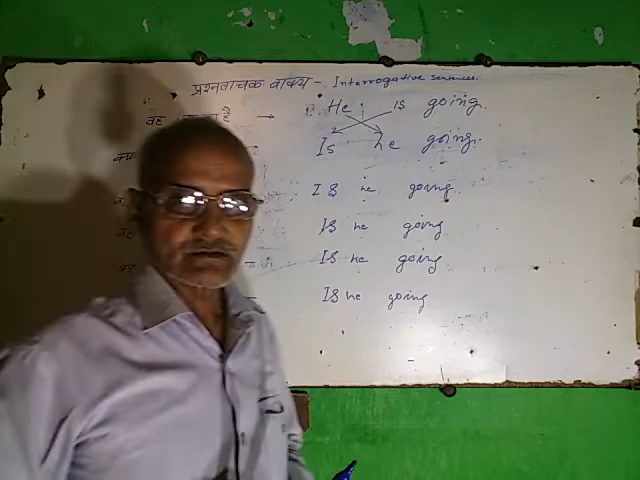 प्रश्नवाचक वाक्य - Interrogative sentences.
वह है → He is going.
क्या Is he going.
Is he going.
Is he going
Is he going
Is he going